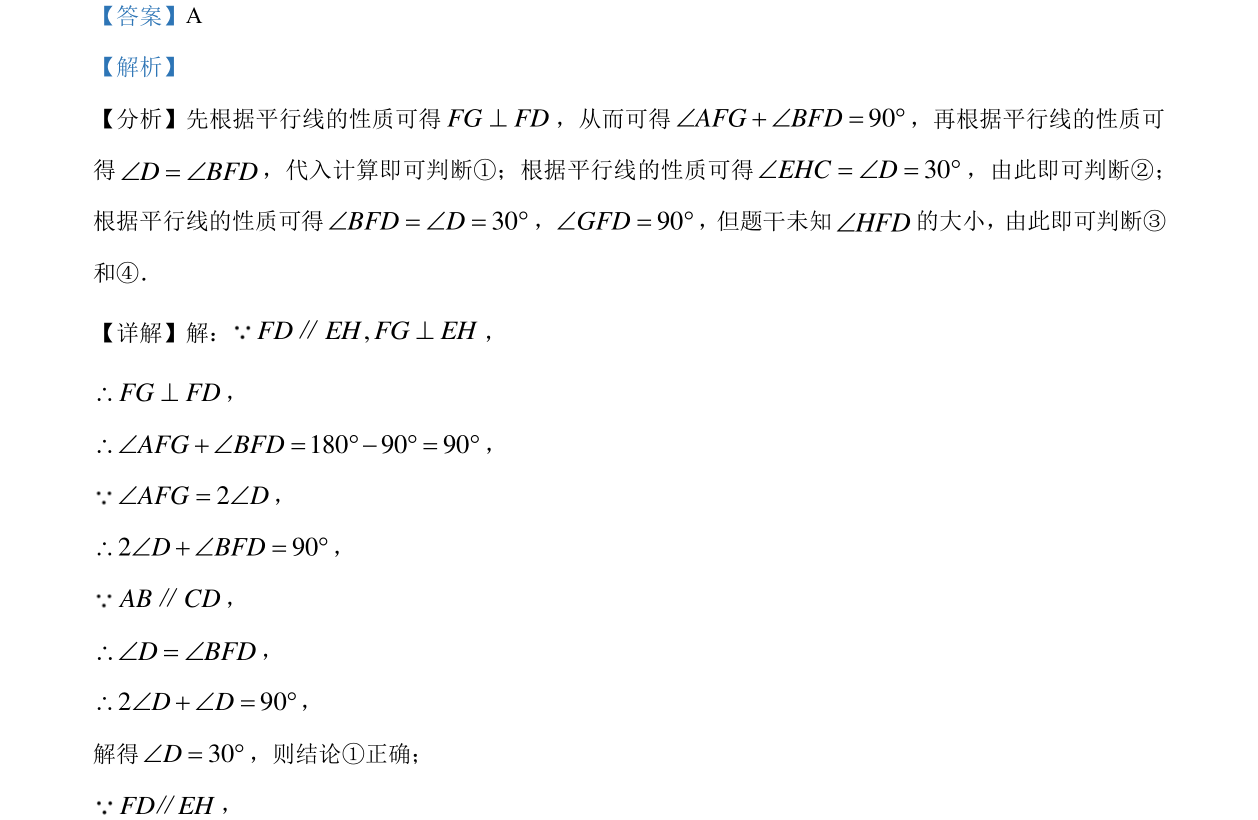 【答案】A
【解析】
【分析】先根据平行线的性质可得 FG ⊥ FD，从而可得∠AFG + ∠BFD = 90°，再根据平行线的性质可
得 ∠D = ∠BFD，代入计算即可判断①；根据平行线的性质可得∠EHC = ∠D = 30°，由此即可判断②；
根据平行线的性质可得∠BFD = ∠D = 30°，∠GFD = 90°，但题干未知 ∠HFD 的大小，由此即可判断③
和④．
【详解】解：∵ FD // EH, FG ⊥ EH，
∴ FG ⊥ FD，
∴ ∠AFG + ∠BFD = 180° − 90° = 90°，
∵ ∠AFG = 2∠D，
∴ 2∠D + ∠BFD = 90°，
∵ AB // CD，
∴ ∠D = ∠BFD，
∴ 2∠D + ∠D = 90°，
解得 ∠D = 30°，则结论①正确；
∵ FD // EH，